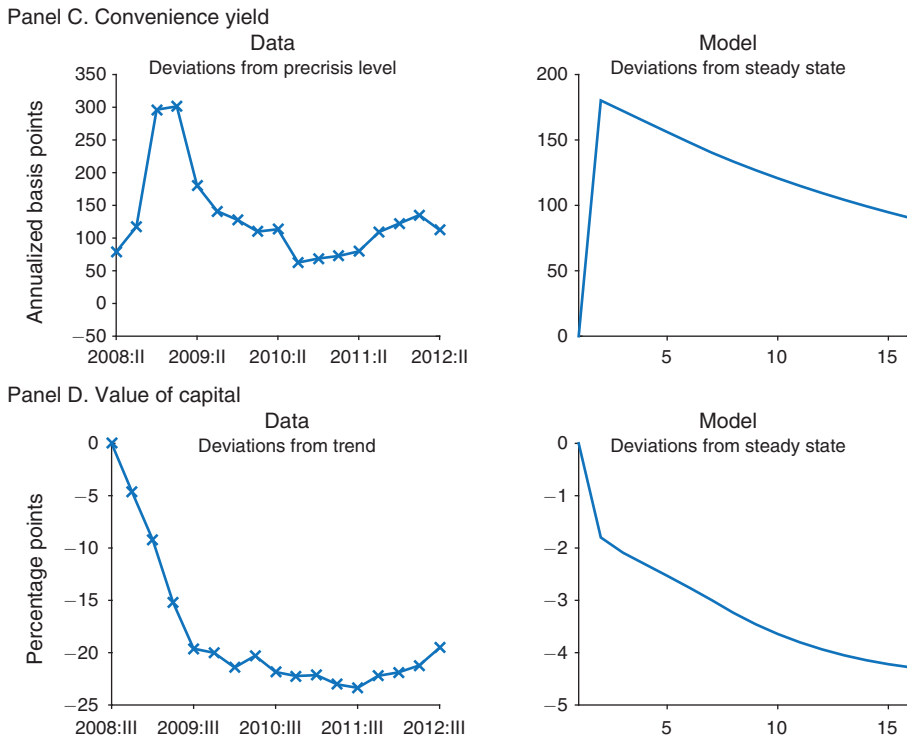 Panel C. Convenience yield
Data
Deviations from precrisis level
Annualized basis points
350
300
250
200
150
100
50
0
−50
2008:II
2009:II
2010:II
2011:II
2012:II
Model
Deviations from steady state
200
150
100
50
0
5
10
15
Panel D. Value of capital
Data
Deviations from trend
Percentage points
0
−5
−10
−15
−20
−25
2008:III
2009:III
2010:III
2011:III
2012:III
Model
Deviations from steady state
0
−1
−2
−3
−4
−5
5
10
15